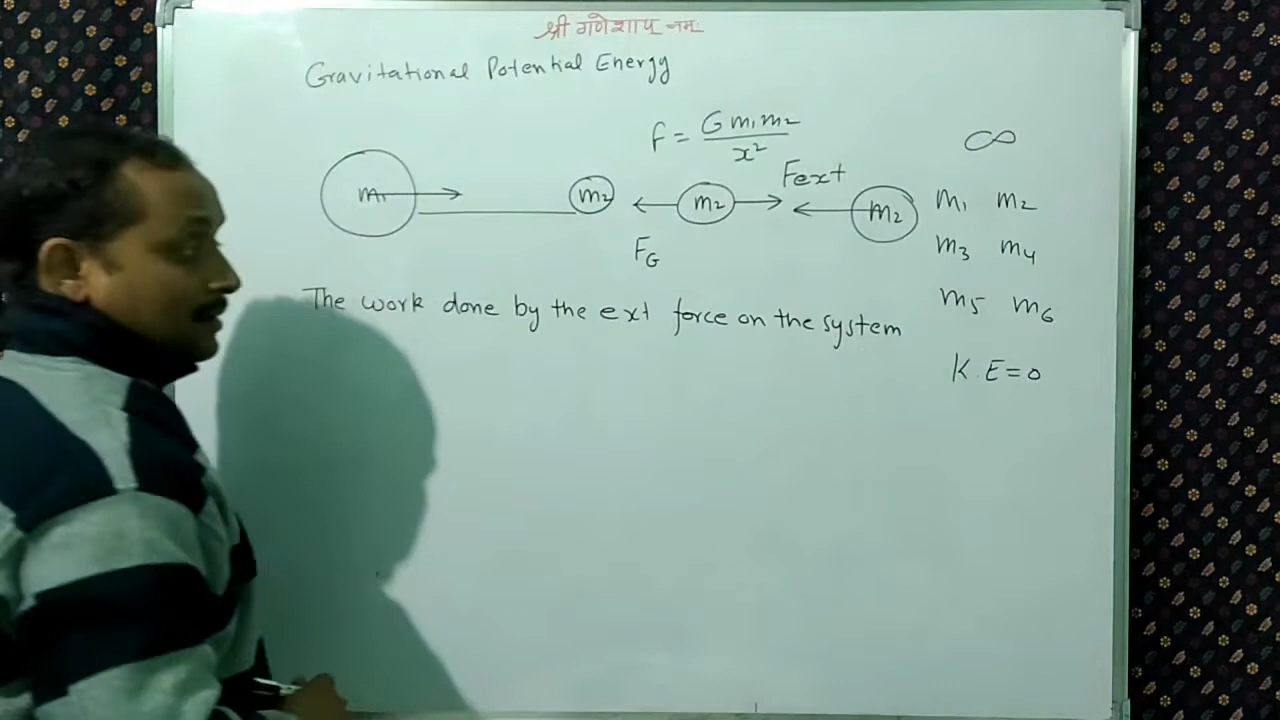 श्री गणेशाय नमः
Gravitational Potential Energy
F = G m₁ m₂ / x²
∞
m₁ m₂ m₂ Fext m₂
F_G
m₁ m₂
m₃ m₄
m₅ m₆
The work done by the ext force on the system
K.E = 0